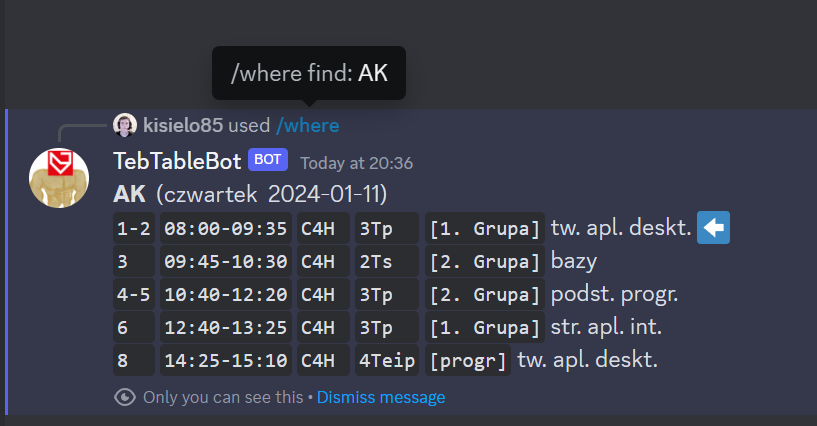 /where find: AK
kisielo85 used /where
TebTableBot BOT Today at 20:36
AK (czwartek 2024-01-11)
1-2 08:00-09:35 C4H 3Tp [1. Grupa] tw. apl. deskt.
3 09:45-10:30 C4H 2Ts [2. Grupa] bazy
4-5 10:40-12:20 C4H 3Tp [2. Grupa] podst. progr.
6 12:40-13:25 C4H 3Tp [1. Grupa] str. apl. int.
8 14:25-15:10 C4H 4Teip [progr] tw. apl. deskt.
Only you can see this • Dismiss message